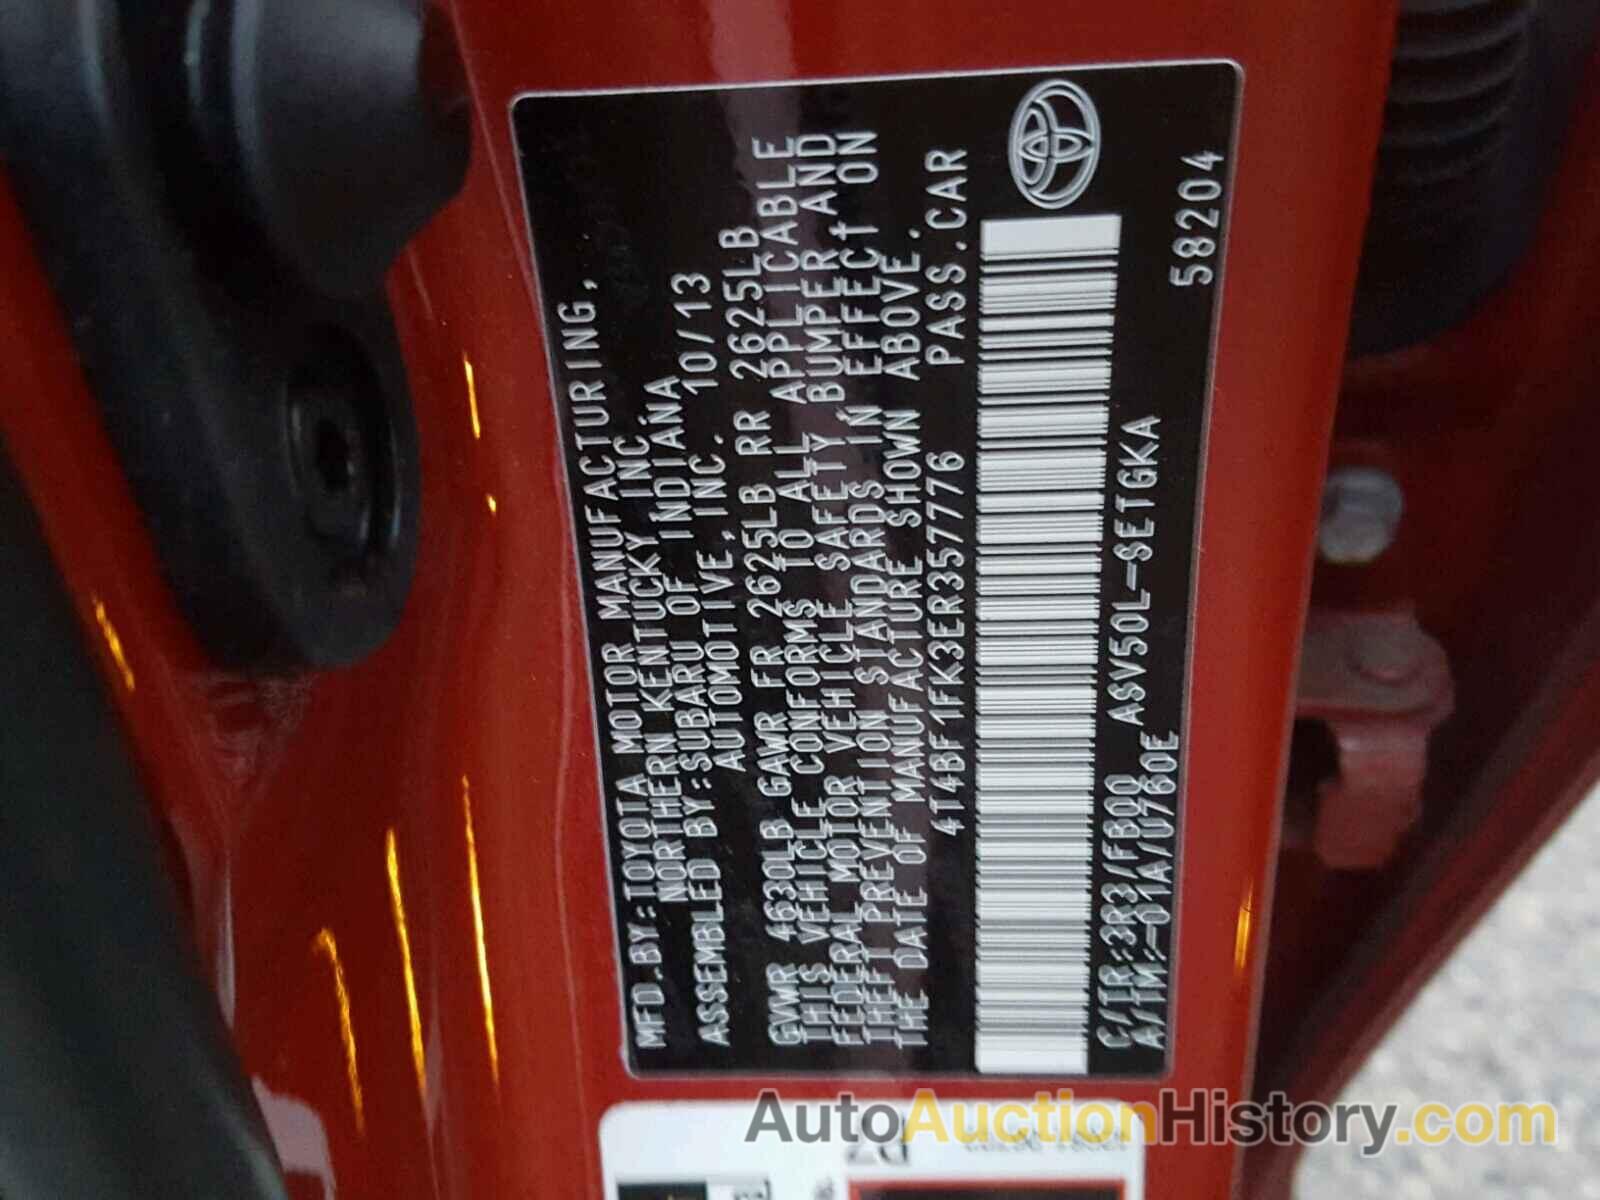 MFD.BY:TOYOTA MOTOR MANUFACTURING,
NORTHERN KENTUCKY INC
ASSEMBLED BY:SUBARU OF INDIANA
AUTOMOTIVE, INC. 10/13
GVWR 4630LB GAWR FR 2625LB RR 2625LB
THIS VEHICLE CONFORMS TO ALL APPLICABLE
FEDERAL MOTOR VEHICLE SAFETY, BUMPER AND
THEFT PREVENTION STANDARDS IN EFFECT ON
THE DATE OF MANUFACTURE SHOWN ABOVE.
4T4BF1FK3ER357776 PASS.CAR
C/TR:3R3/FB00 ASV50L-SETGKA
A/TM:-01A/U760E
58204
AutoAuctionHistory.com